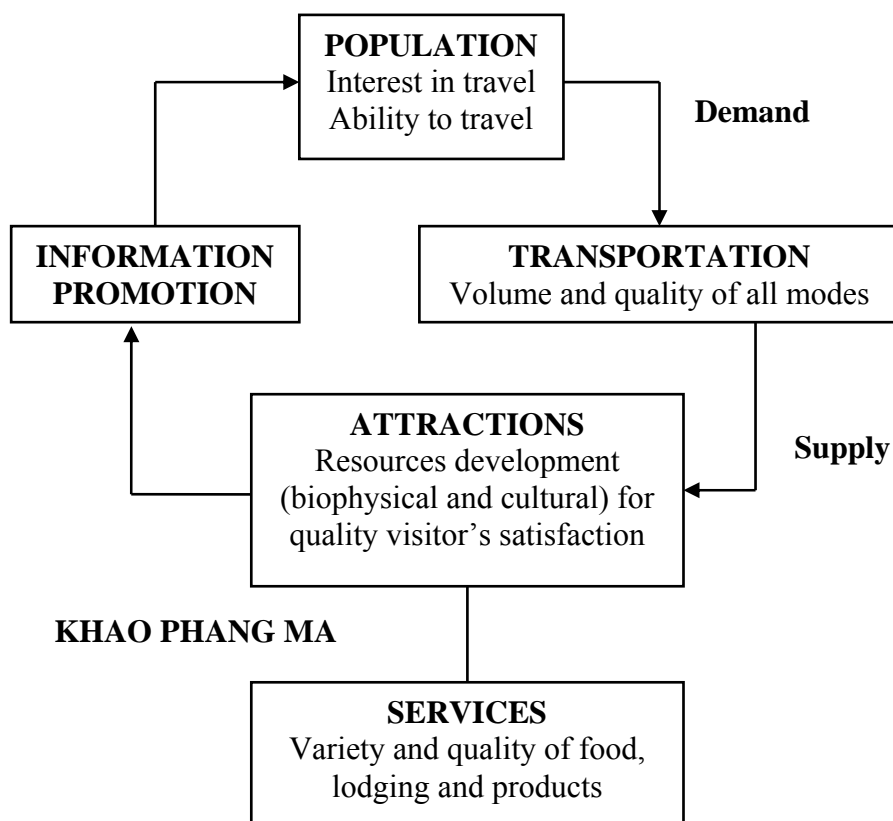 POPULATION
Interest in travel
Ability to travel
Demand
INFORMATION
PROMOTION
TRANSPORTATION
Volume and quality of all modes
ATTRACTIONS
Resources development
(biophysical and cultural) for
quality visitor’s satisfaction
Supply
KHAO PHANG MA
SERVICES
Variety and quality of food,
lodging and products